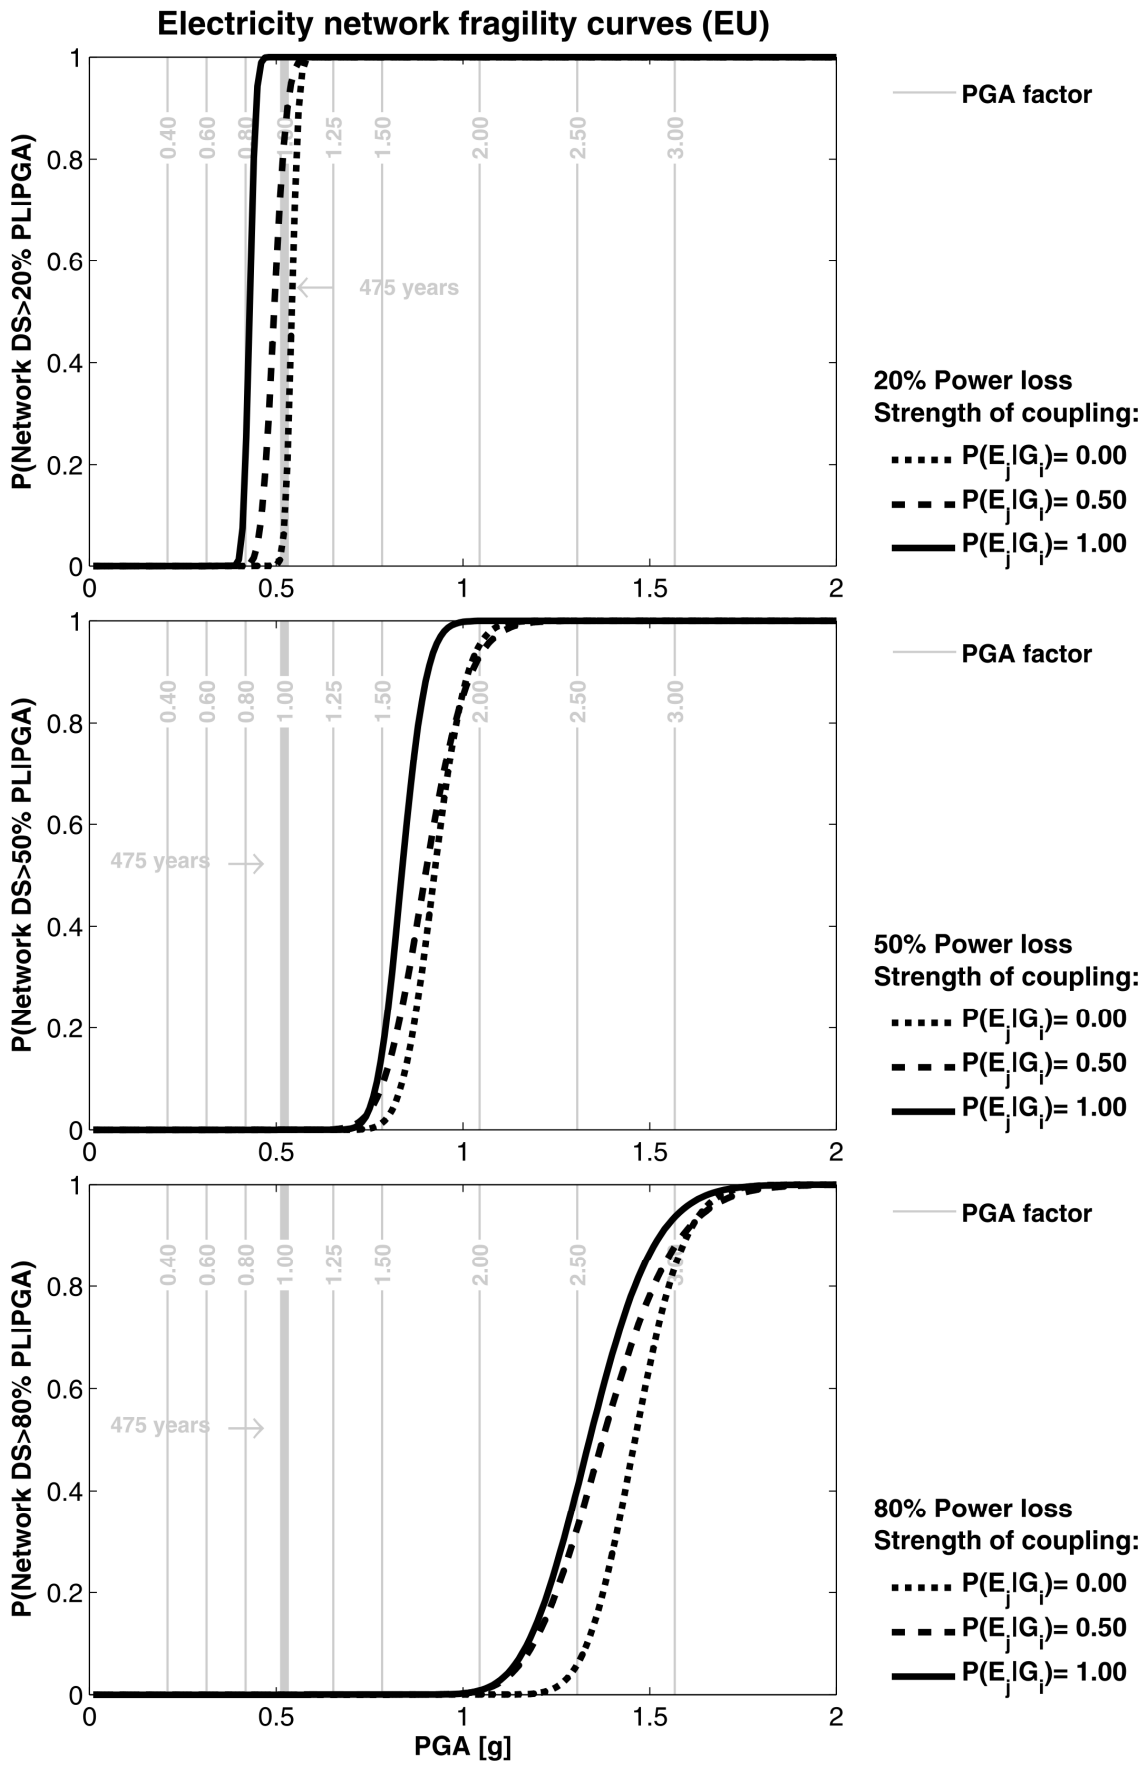 Electricity network fragility curves (EU)
P(Network DS>20% PL|PGA)
1
0.8
0.6
0.4
0.2
0
0.40
0.60
0.80
1.00
1.25
1.50
2.00
2.50
3.00
475 years
0
0.5
1
1.5
2
PGA factor
20% Power loss
Strength of coupling:
P(Ej|Gi)= 0.00
P(Ej|Gi)= 0.50
P(Ej|Gi)= 1.00
P(Network DS>50% PL|PGA)
1
0.8
0.6
0.4
0.2
0
0.40
0.60
0.80
1.00
1.25
1.50
2.00
2.50
3.00
475 years
0
0.5
1
1.5
2
PGA factor
50% Power loss
Strength of coupling:
P(Ej|Gi)= 0.00
P(Ej|Gi)= 0.50
P(Ej|Gi)= 1.00
P(Network DS>80% PL|PGA)
1
0.8
0.6
0.4
0.2
0
0.40
0.60
0.80
1.00
1.25
1.50
2.00
2.50
3.00
475 years
0
0.5
1
1.5
2
PGA [g]
PGA factor
80% Power loss
Strength of coupling:
P(Ej|Gi)= 0.00
P(Ej|Gi)= 0.50
P(Ej|Gi)= 1.00